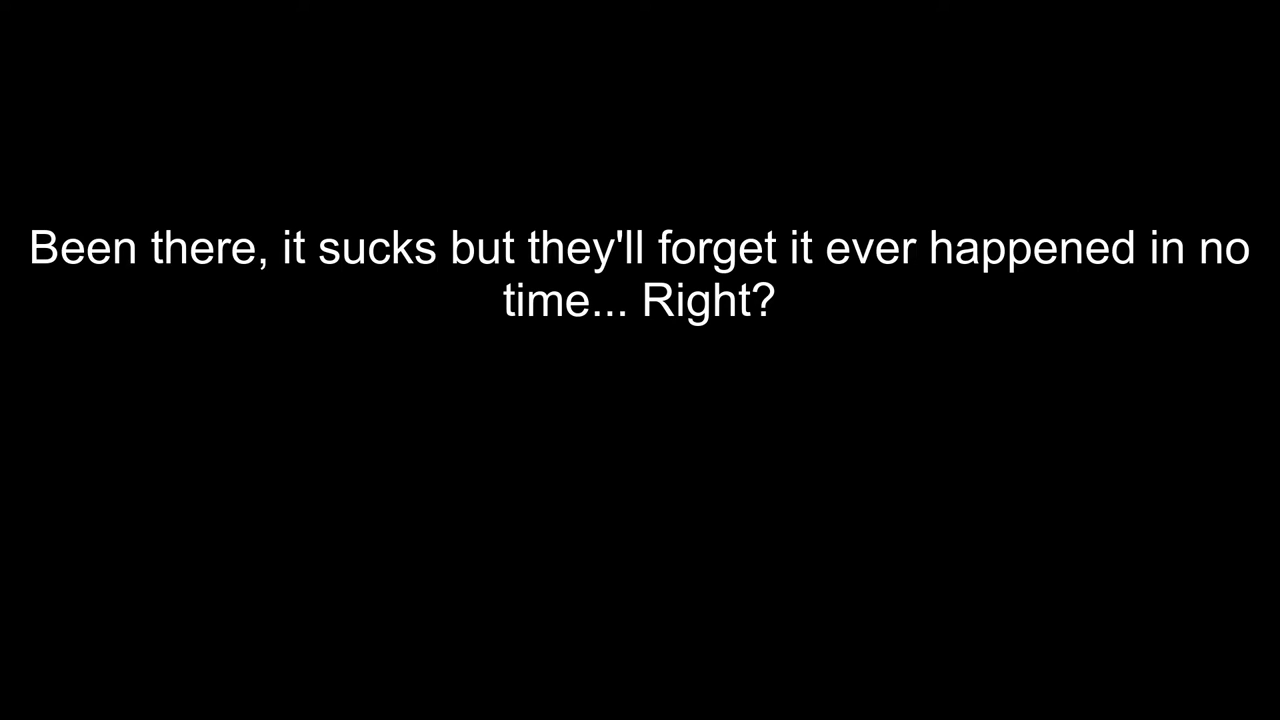 Been there, it sucks but they'll forget it ever happened in no
time... Right?